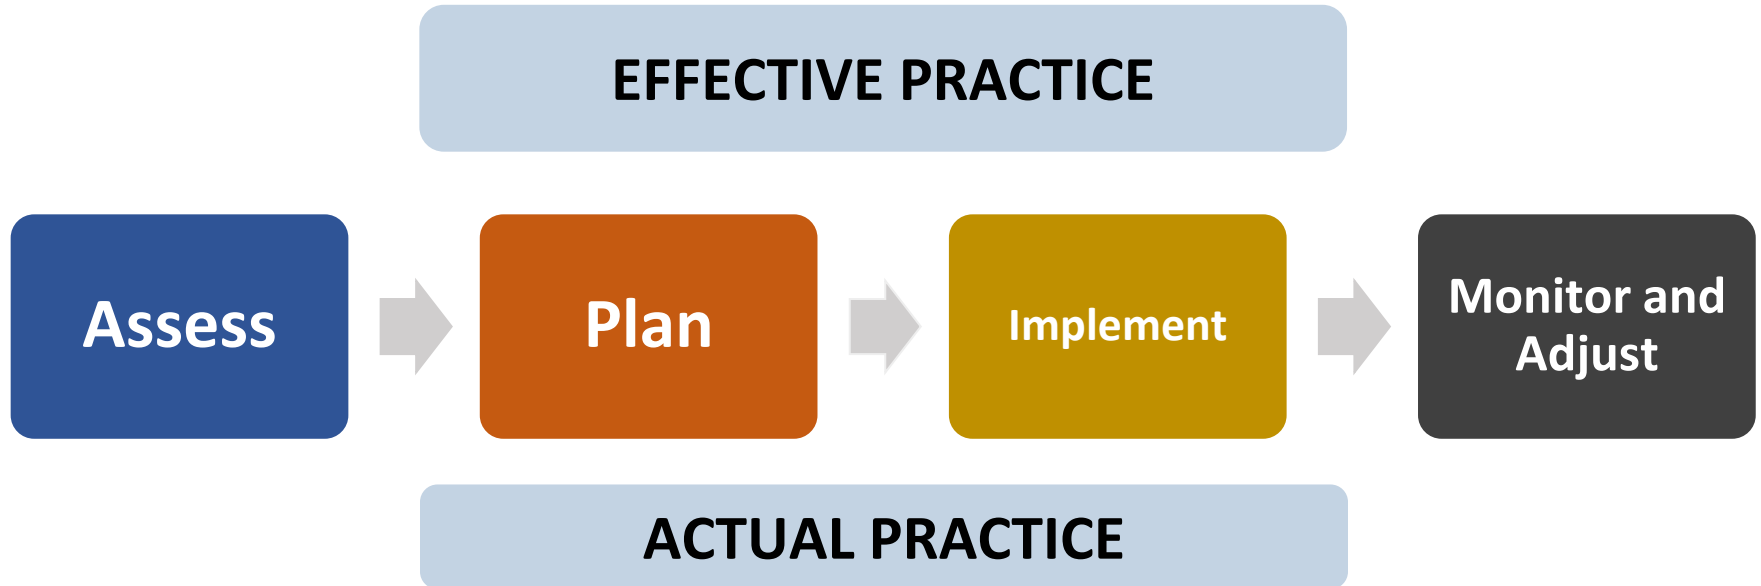 EFFECTIVE PRACTICE
Assess
Plan
Implement
Monitor and
Adjust
ACTUAL PRACTICE